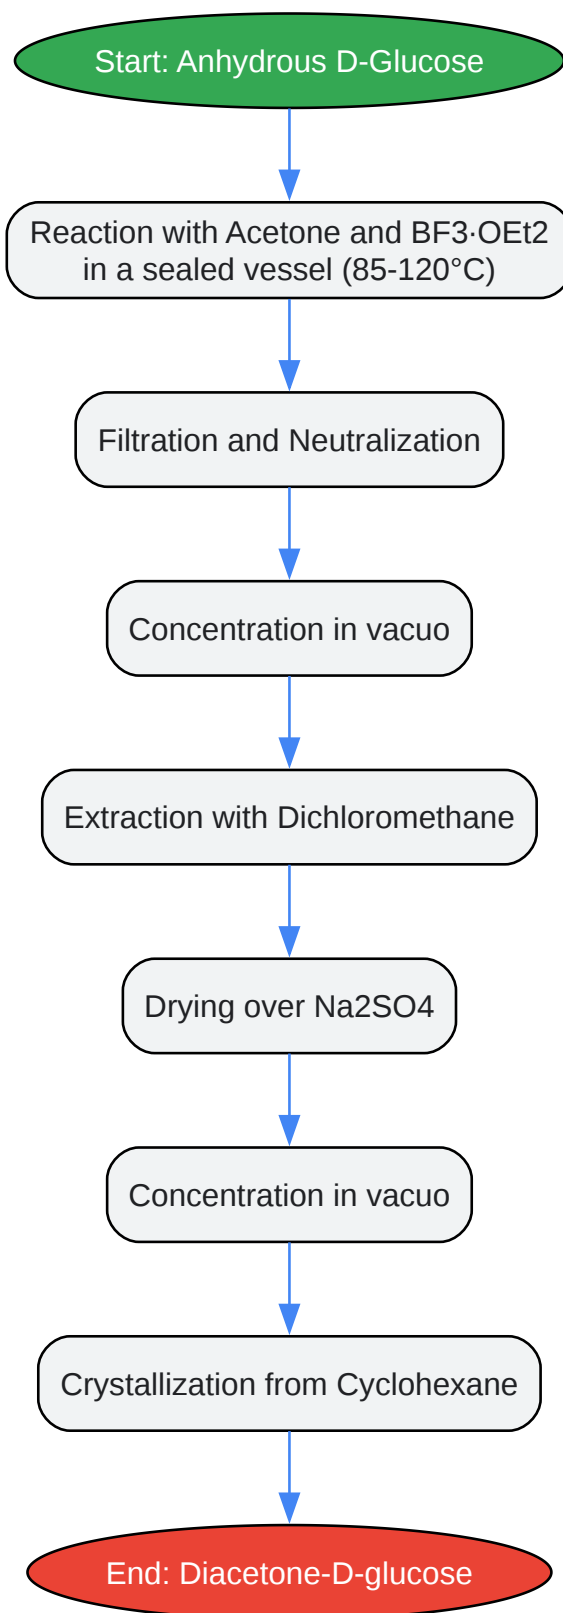 Start: Anhydrous D-Glucose
Reaction with Acetone and BF3·OEt2
in a sealed vessel (85-120°C)
Filtration and Neutralization
Concentration in vacuo
Extraction with Dichloromethane
Drying over Na2SO4
Concentration in vacuo
Crystallization from Cyclohexane
End: Diacetone-D-glucose